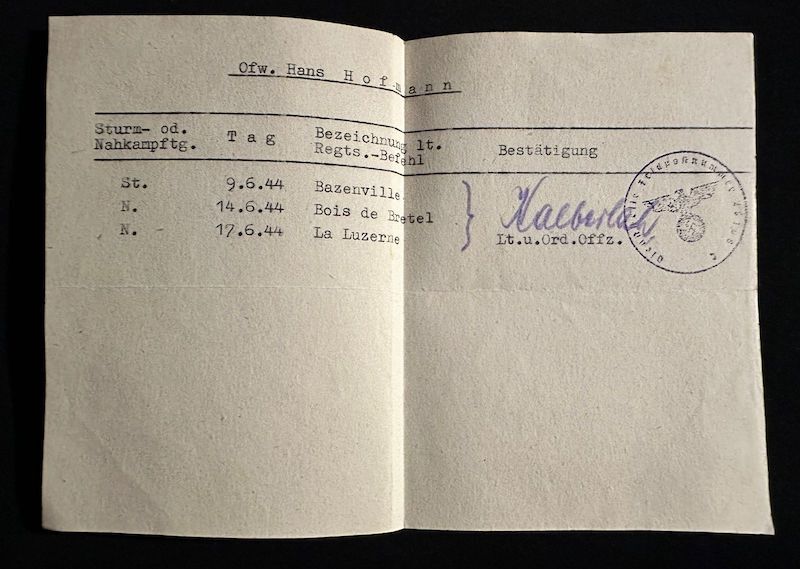 Ofw. Hans Hofmann
Sturm- od. Nahkampftg. Tag Bezeichnung lt. Regts.-Befehl Bestätigung
St. 9.6.44 Bazenville
N. 14.6.44 Bois de Bretel
N. 17.6.44 La Luzerne
Lt.u.Ord.Offz.
Feldpostnummer